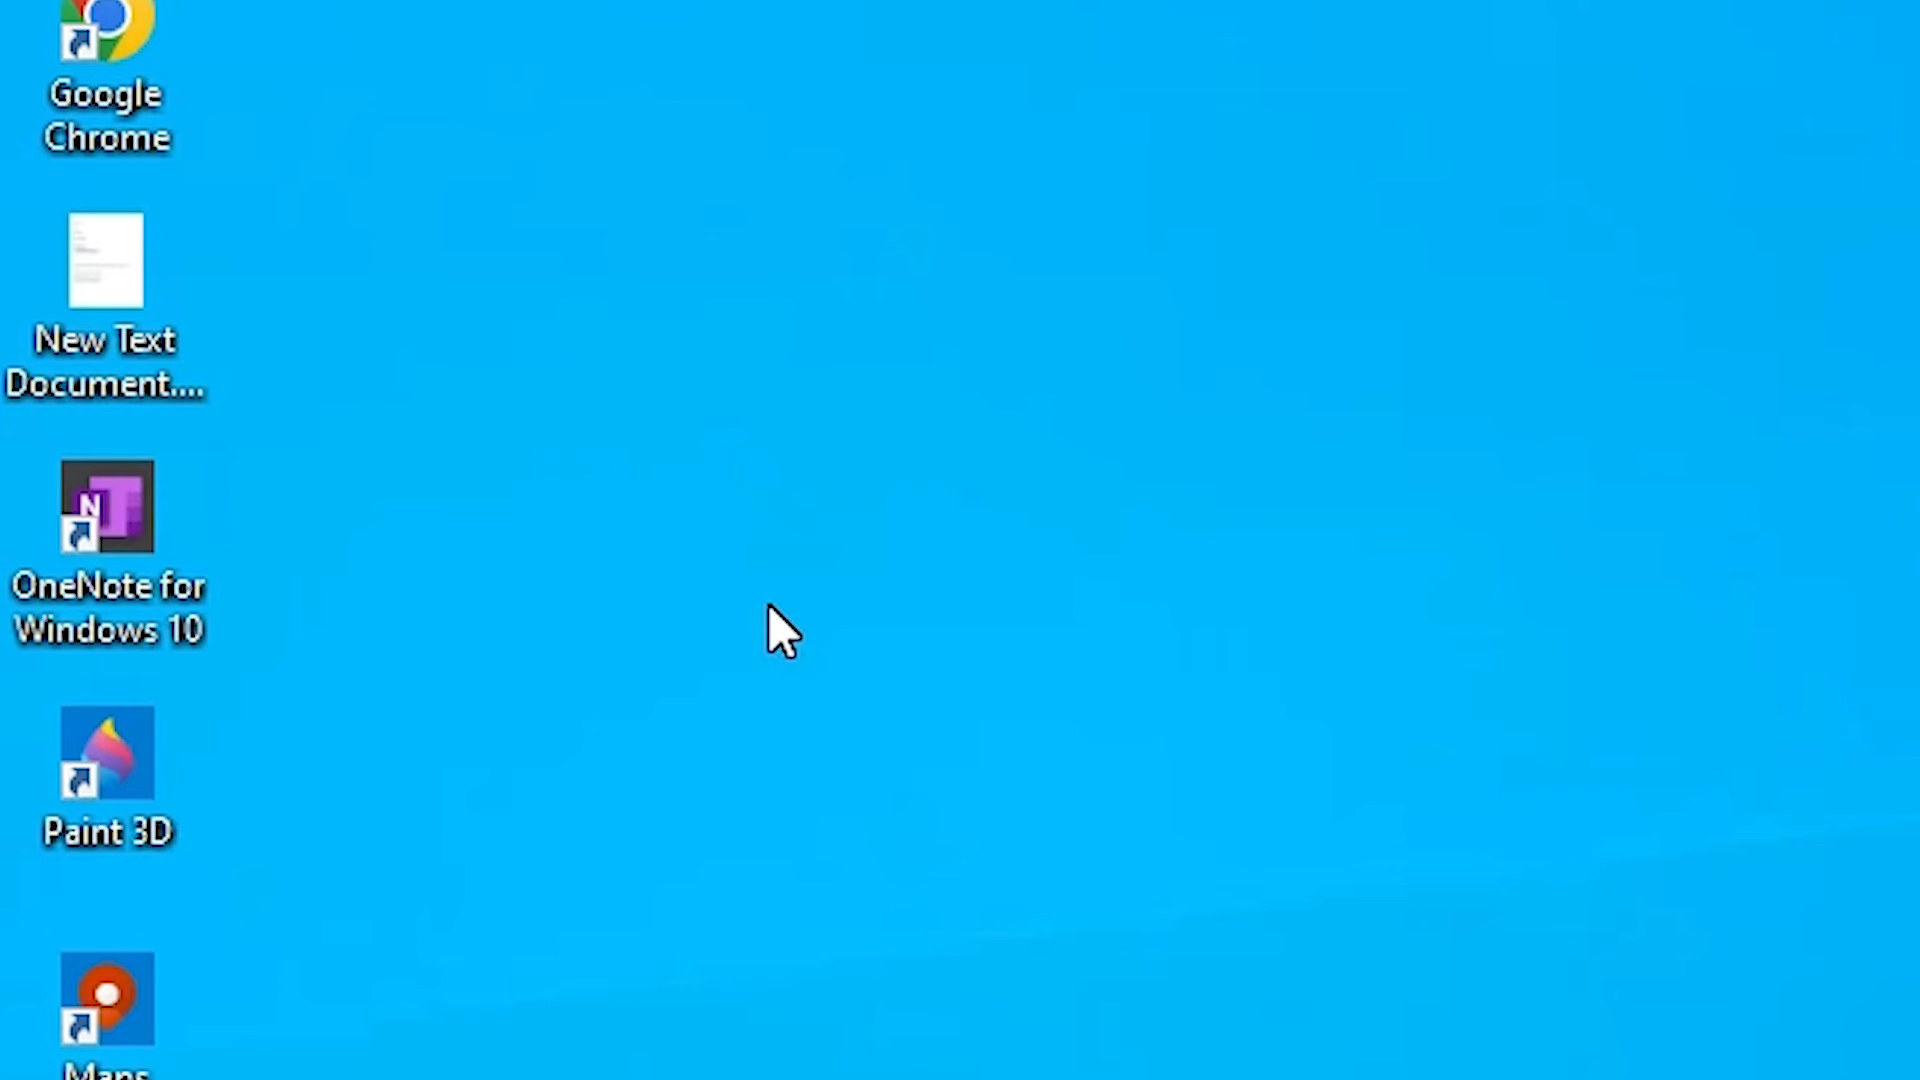 Google
Chrome
New Text
Document....
N
OneNote for
Windows 10
Paint 3D
Maps